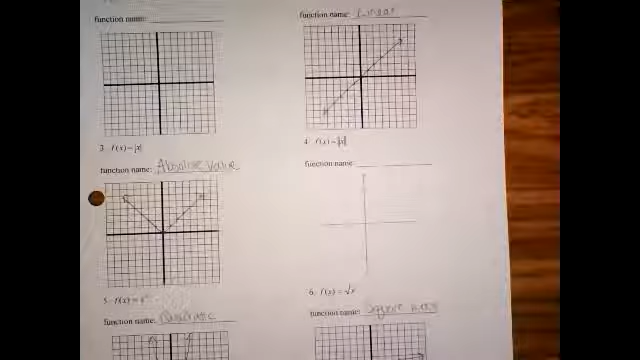 function name:
function name: Linear
3. f(x) = |x|
4. f(x) =
function name: Absolute Value
function name:
5. f(x) =
6. f(x) = √x
function name: Quadratic
function name: Square Root